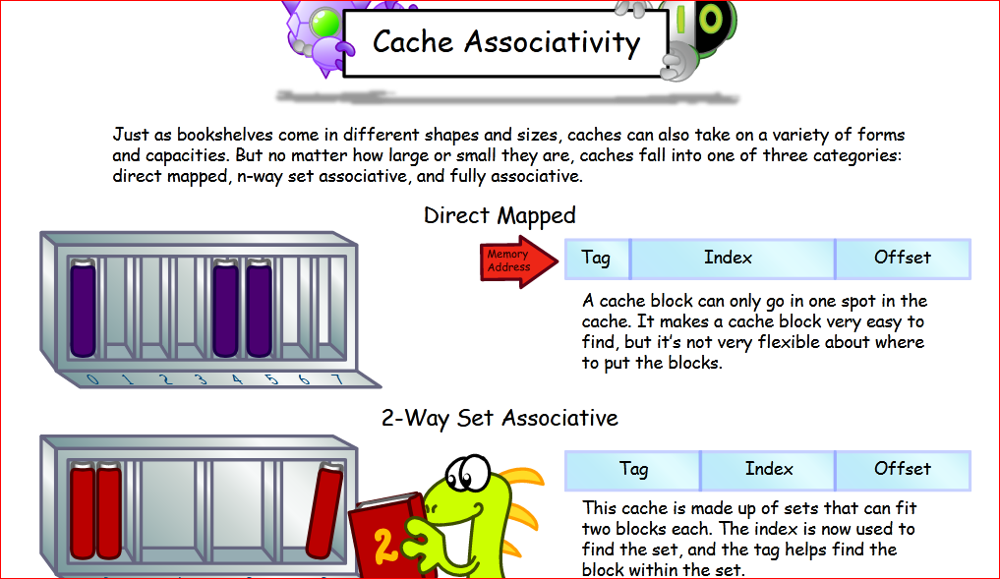 Cache Associativity
Just as bookshelves come in different shapes and sizes, caches can also take on a variety of forms
and capacities. But no matter how large or small they are, caches fall into one of three categories:
direct mapped, n-way set associative, and fully associative.
Direct Mapped
Memory
Address
Tag Index Offset
A cache block can only go in one spot in the
cache. It makes a cache block very easy to
find, but it's not very flexible about where
to put the blocks.
0 1 2 3 4 5 6 7
2-Way Set Associative
Tag Index Offset
2
This cache is made up of sets that can fit
two blocks each. The index is now used to
find the set, and the tag helps find the
block within the set.